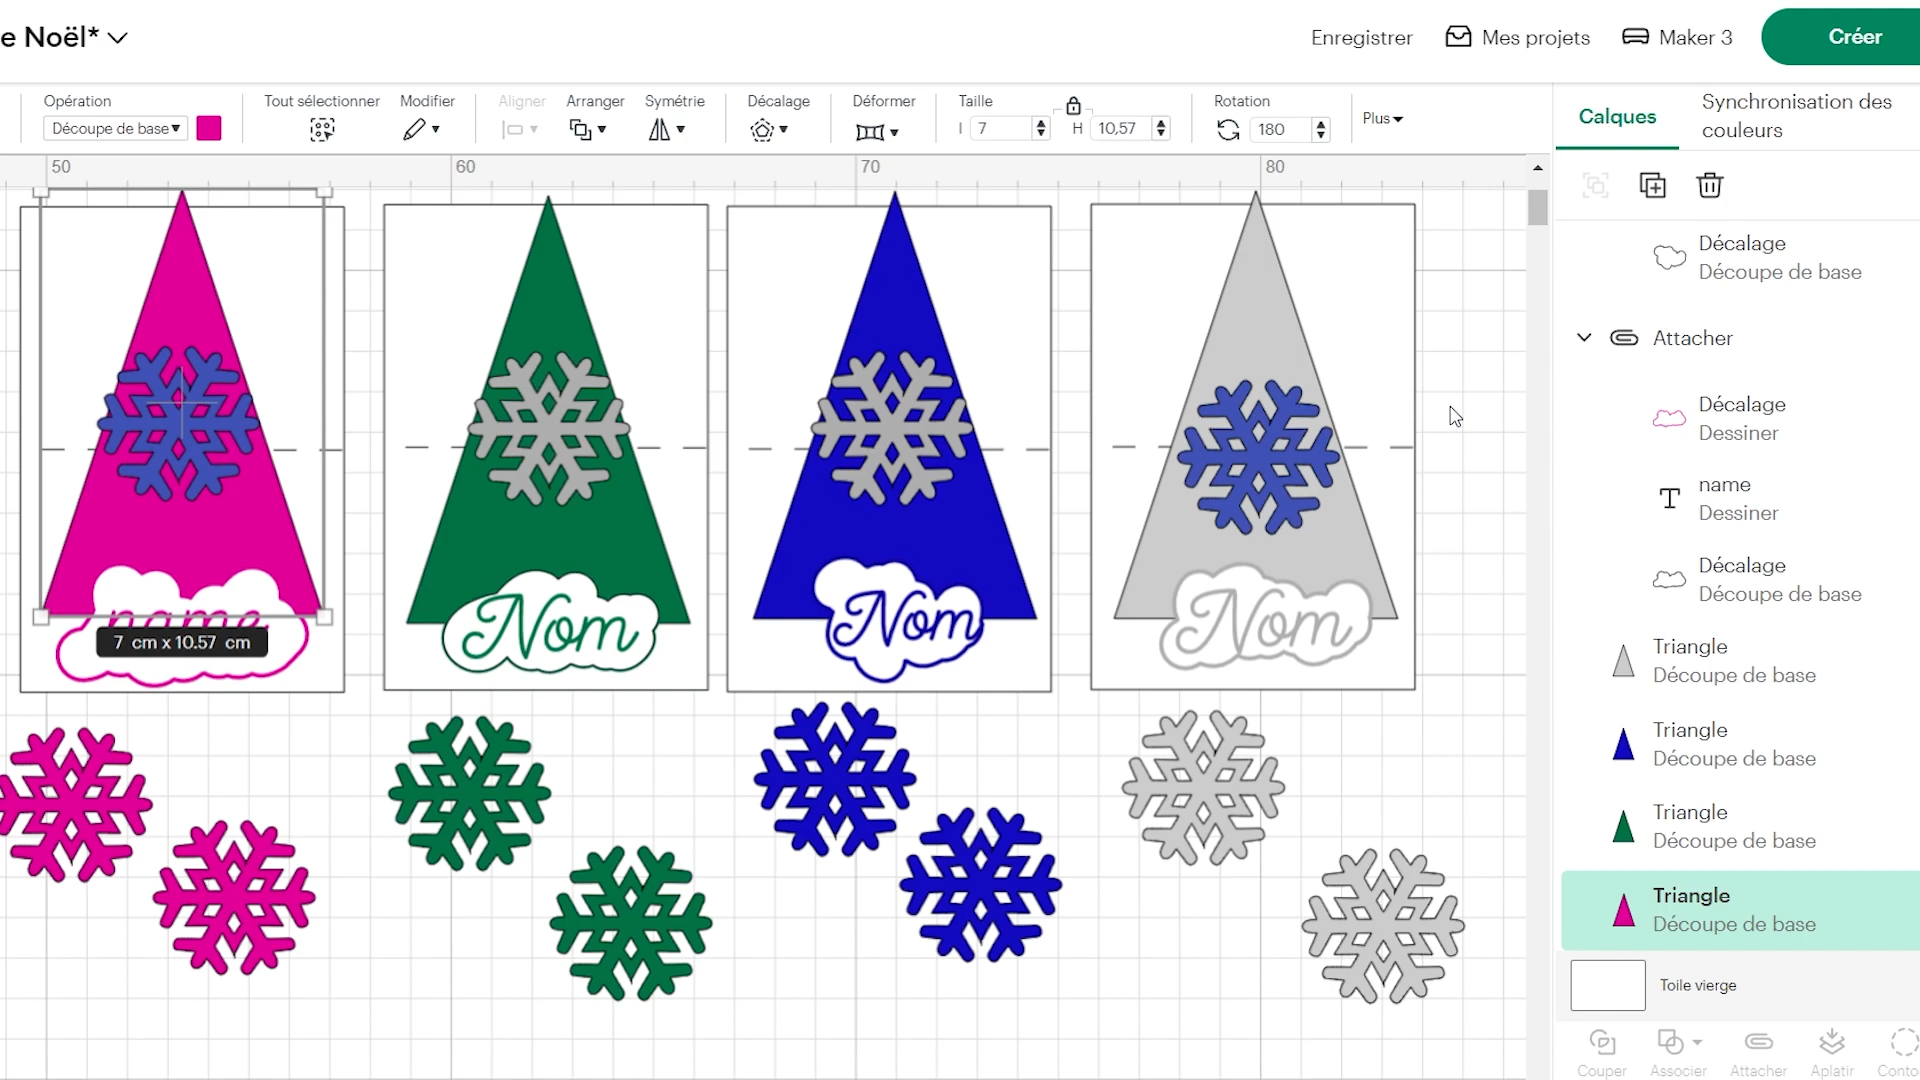 e Noël*
Enregistrer
Mes projets
Maker 3
Créer
Opération
Découpe de base
Tout sélectionner
Modifier
Aligner
Arranger
Symétrie
Décalage
Déformer
Taille
I 7
H 10,57
Rotation
180
Plus
Calques
Synchronisation des
couleurs
50
60
70
80
name
7 cm x 10.57 cm
Nom
Nom
Nom
Décalage
Découpe de base
Attacher
Décalage
Dessiner
name
Dessiner
Décalage
Découpe de base
Triangle
Découpe de base
Triangle
Découpe de base
Triangle
Découpe de base
Triangle
Découpe de base
Toile vierge
Couper
Associer
Attacher
Aplatir
Conto